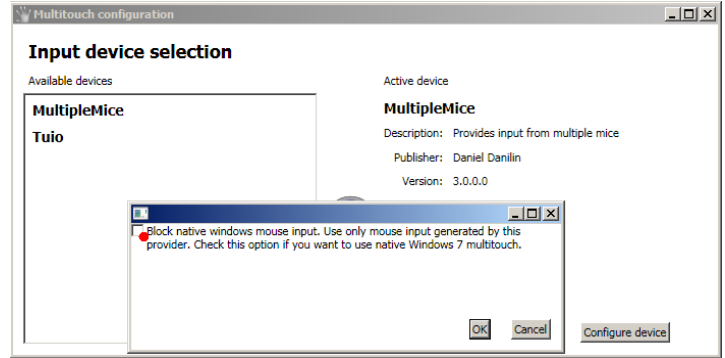 Multitouch configuration
Input device selection
Available devices
Active device
MultipleMice
Tuio
MultipleMice
Description: Provides input from multiple mice
Publisher: Daniel Danilin
Version: 3.0.0.0
Block native windows mouse input. Use only mouse input generated by this
provider. Check this option if you want to use native Windows 7 multitouch.
OK
Cancel
Configure device